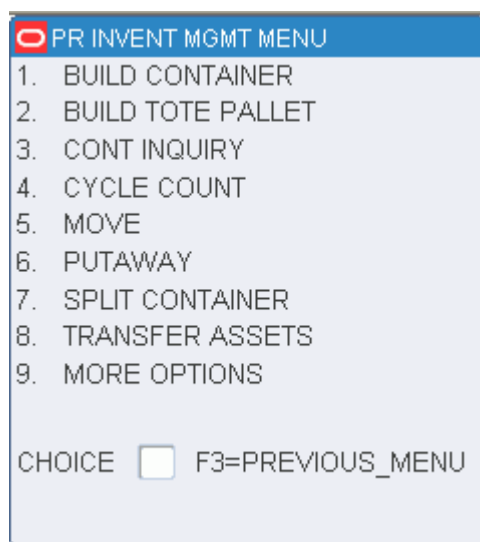 PR INVENT MGMT MENU
1. BUILD CONTAINER
2. BUILD TOTE PALLET
3. CONT INQUIRY
4. CYCLE COUNT
5. MOVE
6. PUTAWAY
7. SPLIT CONTAINER
8. TRANSFER ASSETS
9. MORE OPTIONS
CHOICE F3=PREVIOUS_MENU